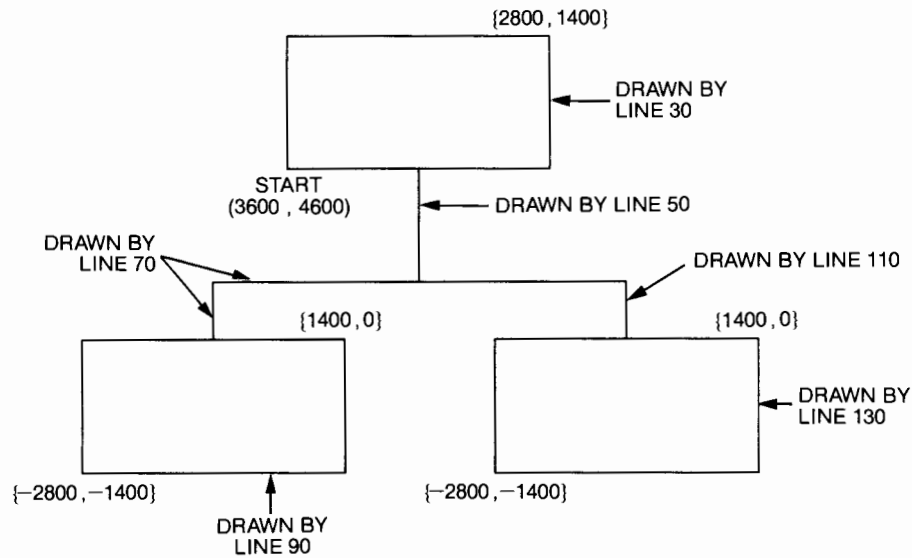 {2800, 1400}
DRAWN BY
LINE 30
START
(3600, 4600)
DRAWN BY LINE 50
DRAWN BY
LINE 70
DRAWN BY LINE 110
{1400, 0}
{1400, 0}
DRAWN BY
LINE 130
{−2800, −1400}
{−2800, −1400}
DRAWN BY
LINE 90